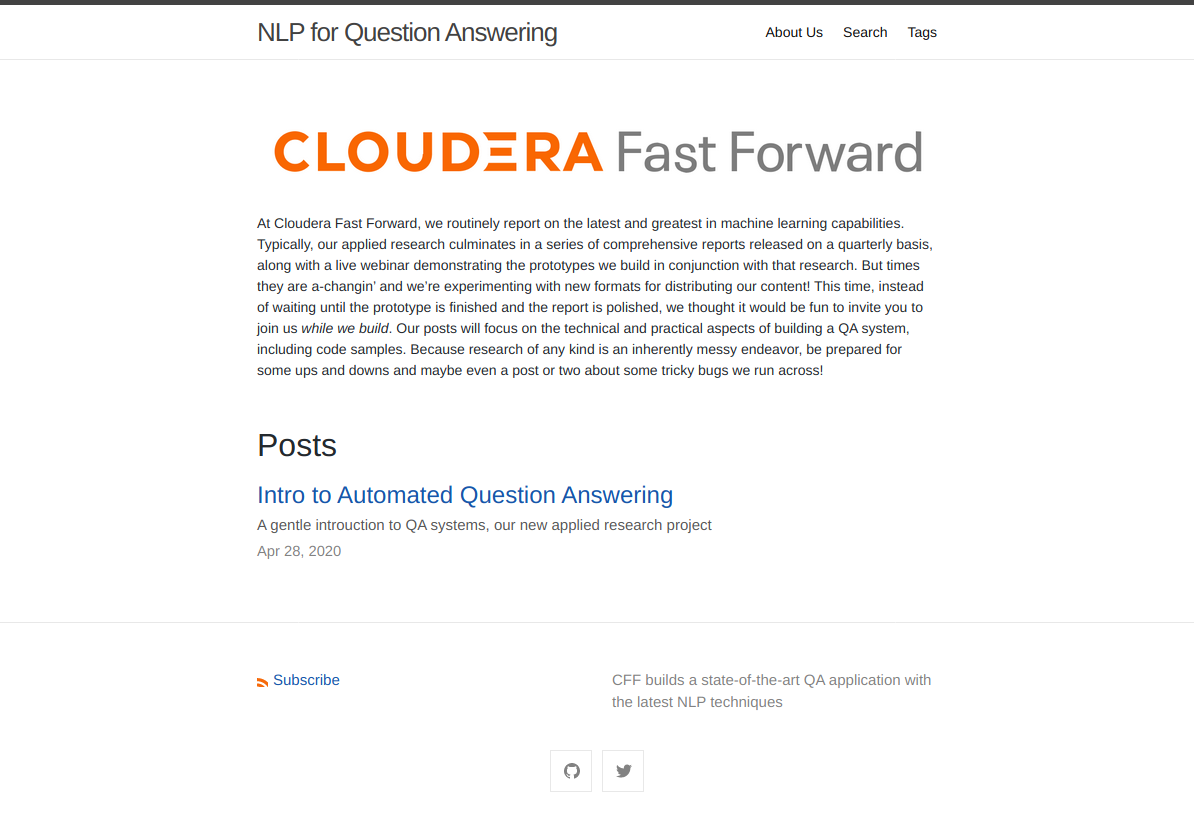 NLP for Question Answering
About Us Search Tags
CLOUDERA Fast Forward
At Cloudera Fast Forward, we routinely report on the latest and greatest in machine learning capabilities.
Typically, our applied research culminates in a series of comprehensive reports released on a quarterly basis,
along with a live webinar demonstrating the prototypes we build in conjunction with that research. But times
they are a-changin’ and we’re experimenting with new formats for distributing our content! This time, instead
of waiting until the prototype is finished and the report is polished, we thought it would be fun to invite you to
join us while we build. Our posts will focus on the technical and practical aspects of building a QA system,
including code samples. Because research of any kind is an inherently messy endeavor, be prepared for
some ups and downs and maybe even a post or two about some tricky bugs we run across!
Posts
Intro to Automated Question Answering
A gentle introuction to QA systems, our new applied research project
Apr 28, 2020
Subscribe
CFF builds a state-of-the-art QA application with
the latest NLP techniques